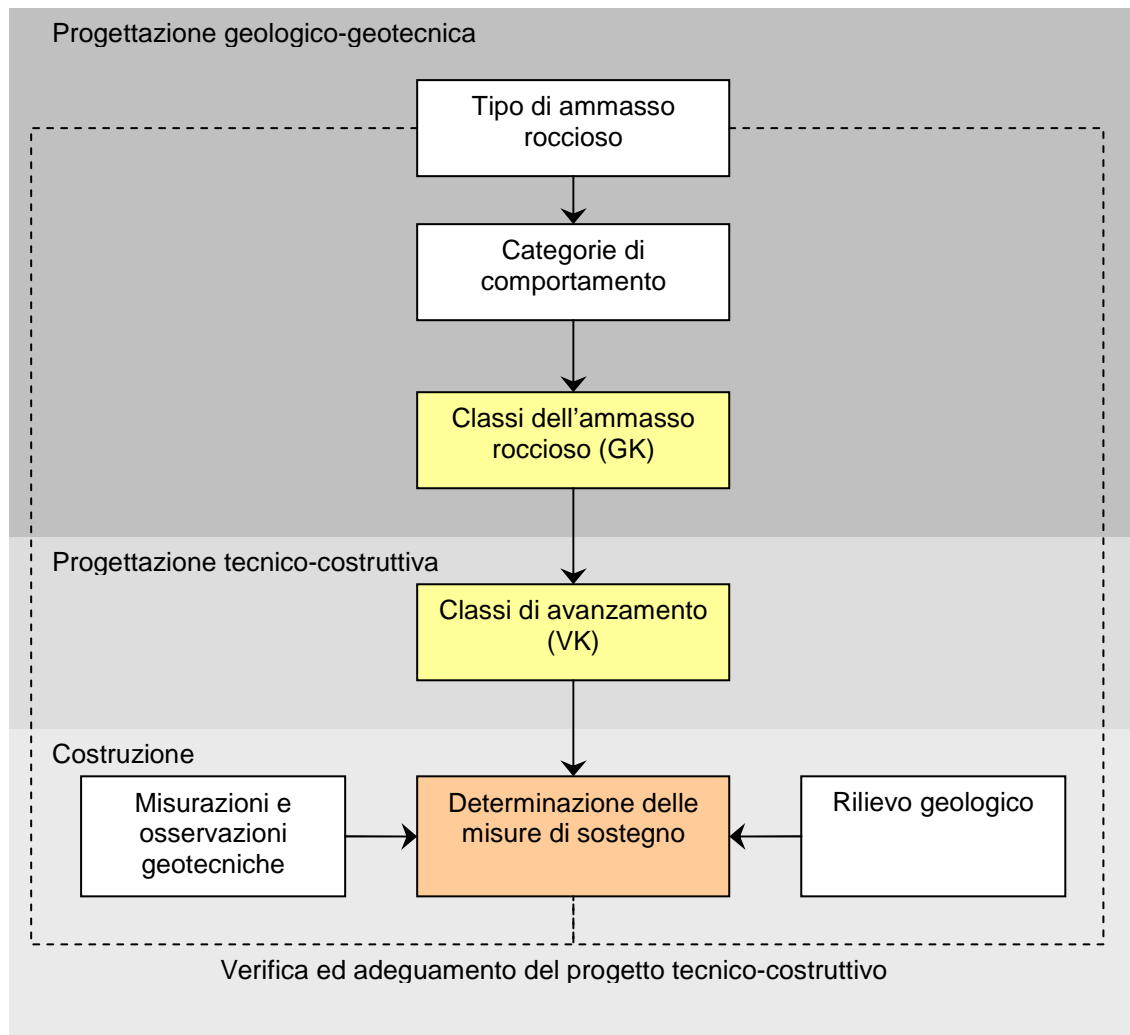 Progettazione geologico-geotecnica
Tipo di ammasso
roccioso
Categorie di
comportamento
Classi dell'ammasso
roccioso (GK)
Progettazione tecnico-costruttiva
Classi di avanzamento
(VK)
Costruzione
Misurazioni e
osservazioni
geotecniche
Determinazione delle
misure di sostegno
Rilievo geologico
Verifica ed adeguamento del progetto tecnico-costruttivo